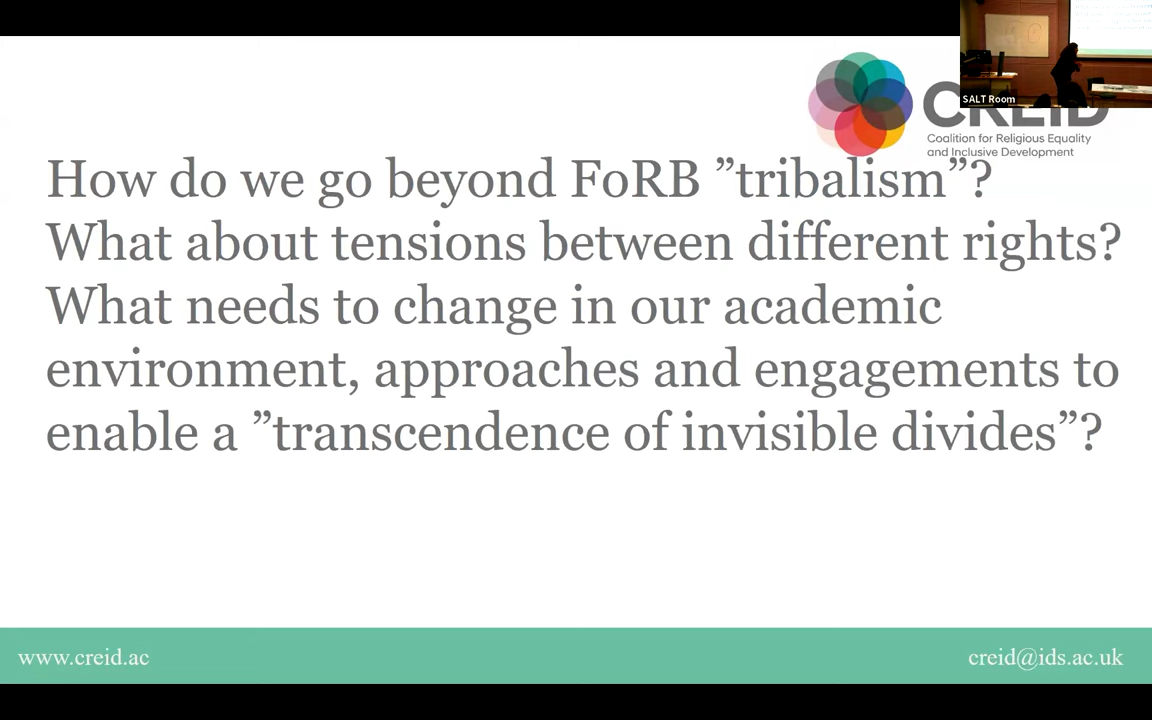 SALT Room
CREID
Coalition for Religious Equality
and Inclusive Development
How do we go beyond FoRB ”tribalism”?
What about tensions between different rights?
What needs to change in our academic
environment, approaches and engagements to
enable a ”transcendence of invisible divides”?
www.creid.ac
creid@ids.ac.uk